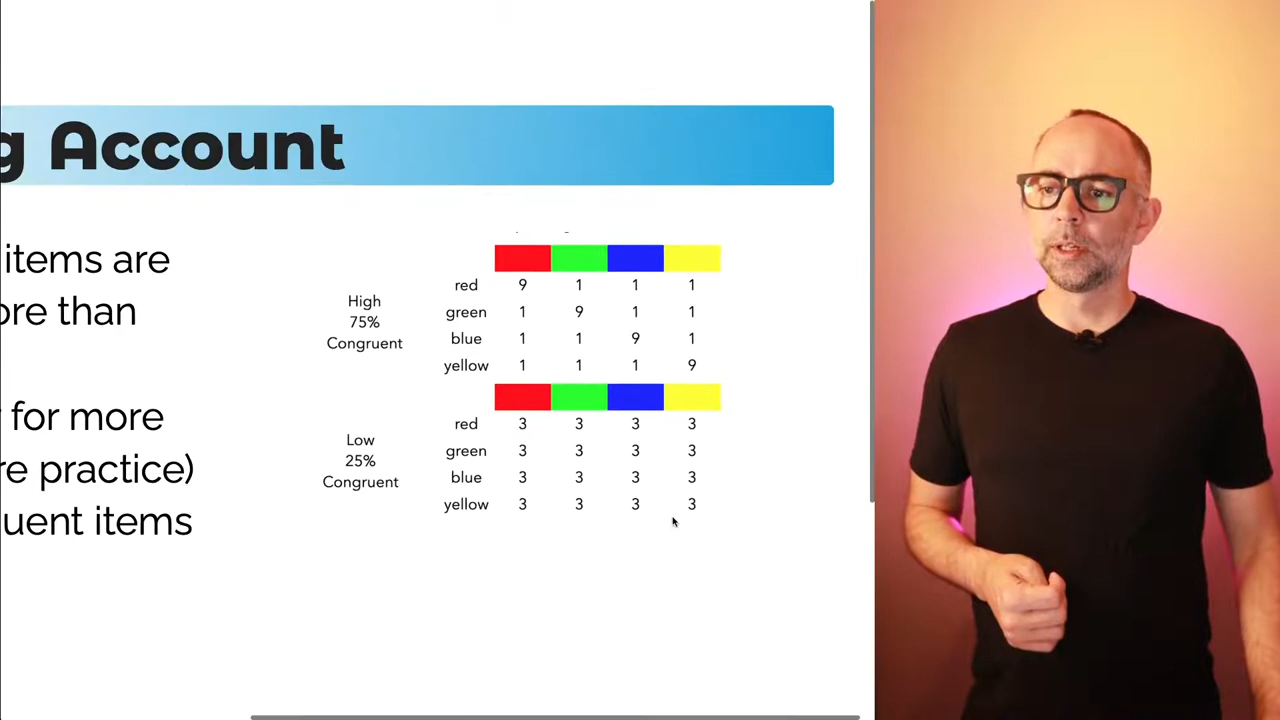 g Account
items are
ore than
for more
re practice)
uent items
High
75%
Congruent
red 9 1 1 1
green 1 9 1 1
blue 1 1 9 1
yellow 1 1 1 9
Low
25%
Congruent
red 3 3 3 3
green 3 3 3 3
blue 3 3 3 3
yellow 3 3 3 3